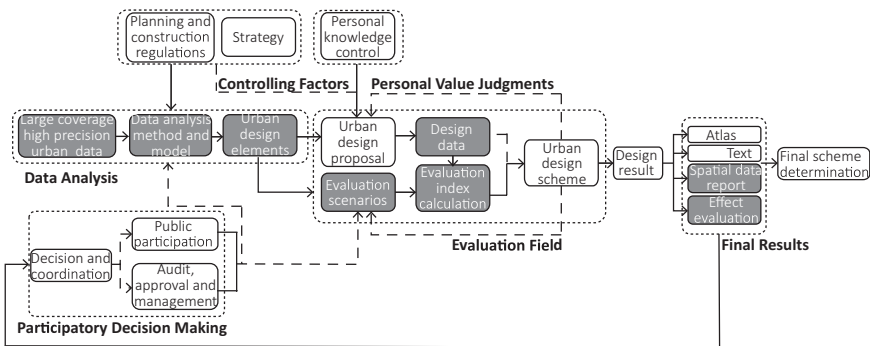 Planning and
construction
regulations
Strategy
Personal
knowledge
control
Controlling Factors
Personal Value Judgments
Large coverage
high precision
urban data
Data analysis
method and
model
Urban
design
elements
Data Analysis
Urban
design
proposal
Design
data
Evaluation
scenarios
Evaluation
index
calculation
Urban
design
scheme
Evaluation Field
Design
result
Atlas
Text
Spatial data
report
Effect
evaluation
Final Results
Final scheme
determination
Decision and
coordination
Public
participation
Audit,
approval and
management
Participatory Decision Making